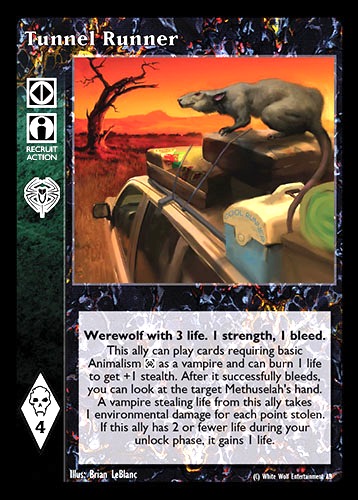 Tunnel Runner
RECRUIT
ACTION
COOL RUNNER
Werewolf with 3 life. 1 strength, 1 bleed.
This ally can play cards requiring basic
Animalism as a vampire and can burn 1 life
to get +1 stealth. After it successfully bleeds,
you can look at the target Methuselah's hand.
A vampire stealing life from this ally takes
1 environmental damage for each point stolen.
If this ally has 2 or fewer life during your
unlock phase, it gains 1 life.
4
Illus: Brian LeBlanc
(C) White Wolf Entertainment AB